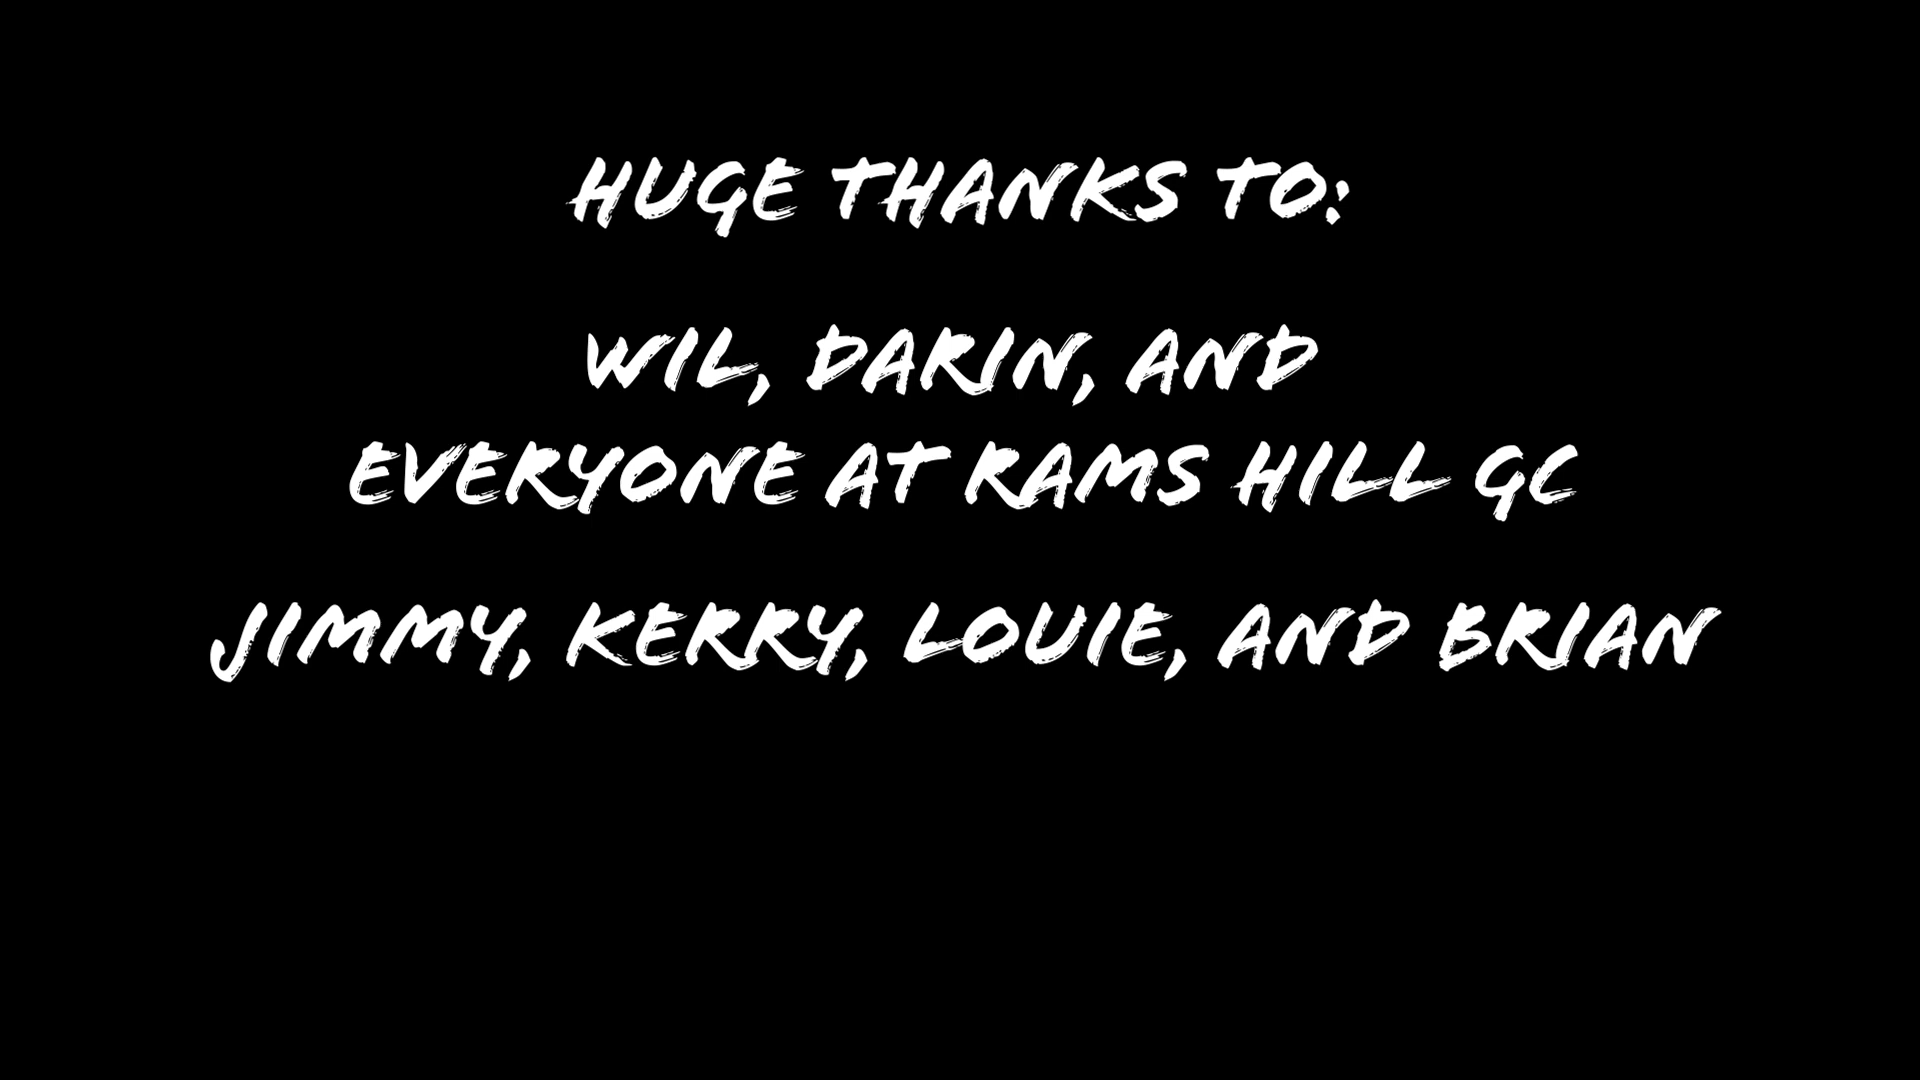 HUGE THANKS TO:
WIL, DARIN, AND
EVERYONE AT RAMS HILL GC
JIMMY, KERRY, LOUIE, AND BRIAN